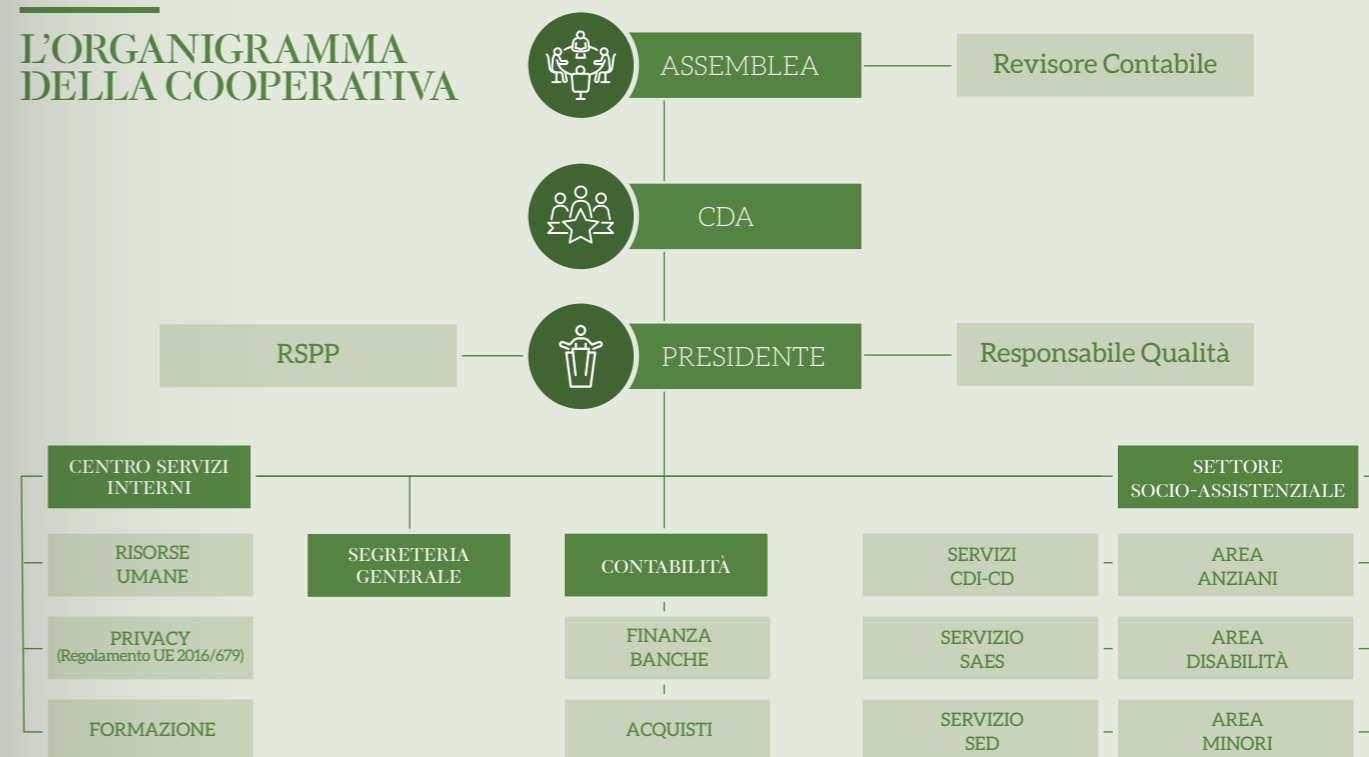 L'ORGANIGRAMMA
DELLA COOPERATIVA
ASSEMBLEA
Revisore Contabile
CDA
RSPP
PRESIDENTE
Responsabile Qualità
CENTRO SERVIZI
INTERNI
SETTORE
SOCIO-ASSISTENZIALE
RISORSE
UMANE
SEGRETERIA
GENERALE
CONTABILITÀ
SERVIZI
CDI-CD
AREA
ANZIANI
PRIVACY
(Regolamento UE 2016/679)
FINANZA
BANCHE
SERVIZIO
SAES
AREA
DISABILITÀ
FORMAZIONE
ACQUISTI
SERVIZIO
SED
AREA
MINORI